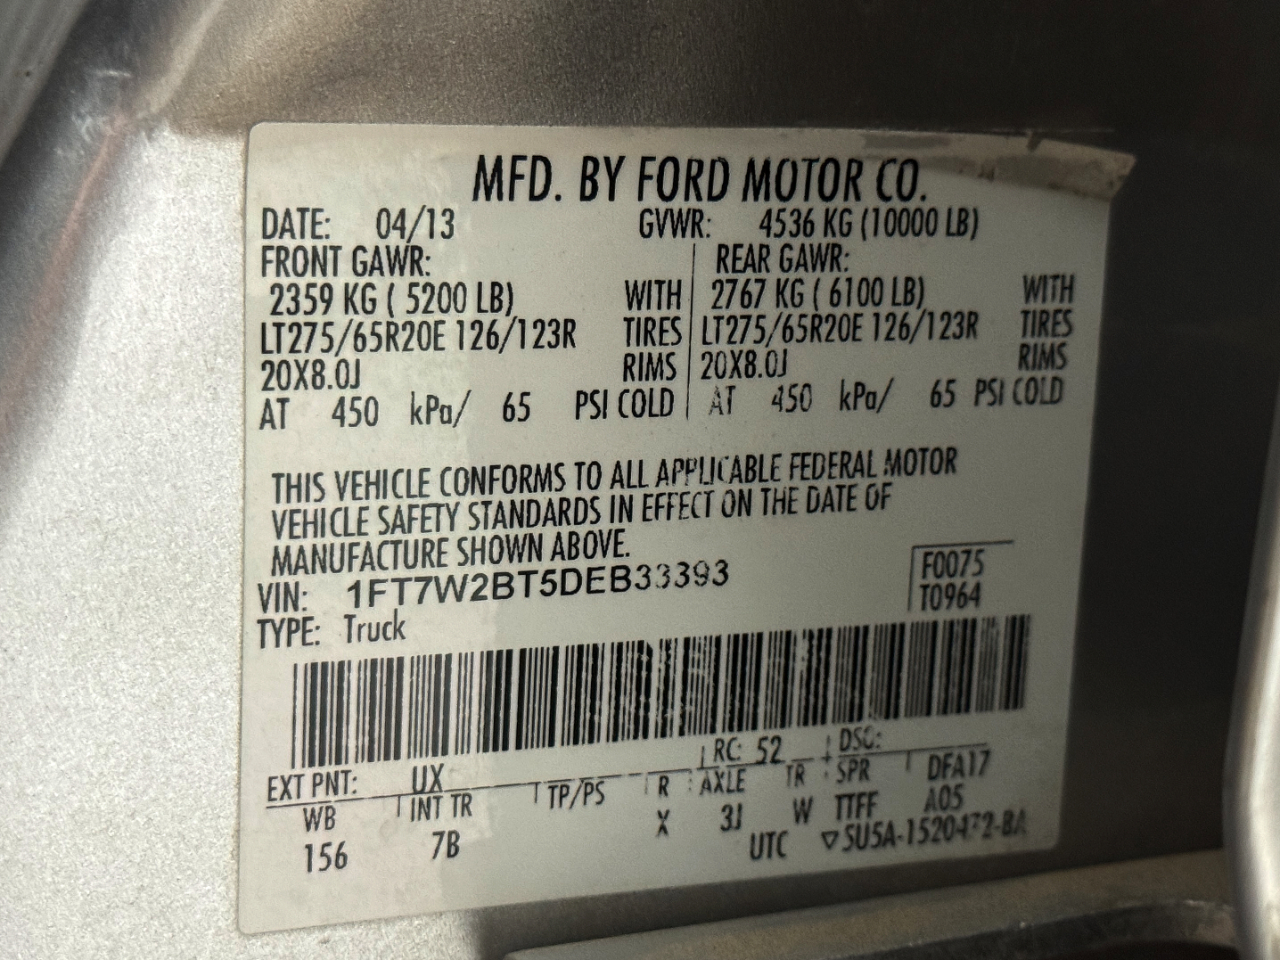 MFD. BY FORD MOTOR CO.
DATE: 04/13 GVWR: 4536 KG (10000 LB)
FRONT GAWR: REAR GAWR:
2359 KG ( 5200 LB) WITH 2767 KG ( 6100 LB) WITH
LT275/65R20E 126/123R TIRES LT275/65R20E 126/123R TIRES
20X8.0J RIMS 20X8.0J RIMS
AT 450 kPa/ 65 PSI COLD AT 450 kPa/ 65 PSI COLD
THIS VEHICLE CONFORMS TO ALL APPLICABLE FEDERAL MOTOR
VEHICLE SAFETY STANDARDS IN EFFECT ON THE DATE OF
MANUFACTURE SHOWN ABOVE.
VIN: 1FT7W2BT5DEB33393 F0075
TYPE: Truck T0964
EXT PNT: UX RC: 52 DSO:
WB INT TR TP/PS R AXLE TR SPR DFA17
156 7B X 3J W TTFF A05
UTC ▽5U5A-1520472-BA